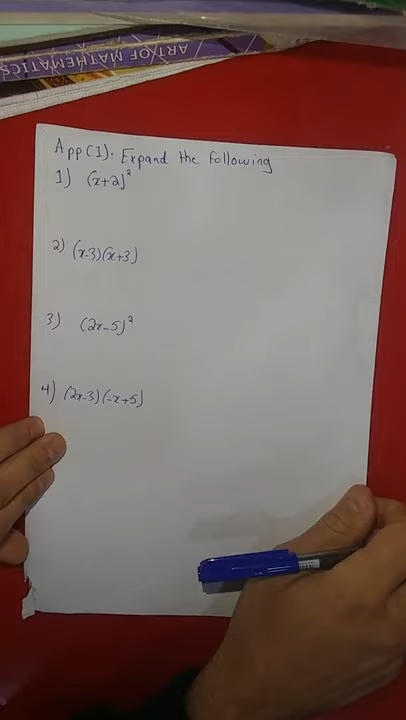 ART OF MATHEMATICS
App(1): Expand the following
1) (x+2)²
2) (x-3)(x+3)
3) (2x-5)²
4) (2x-3)(-x+5)